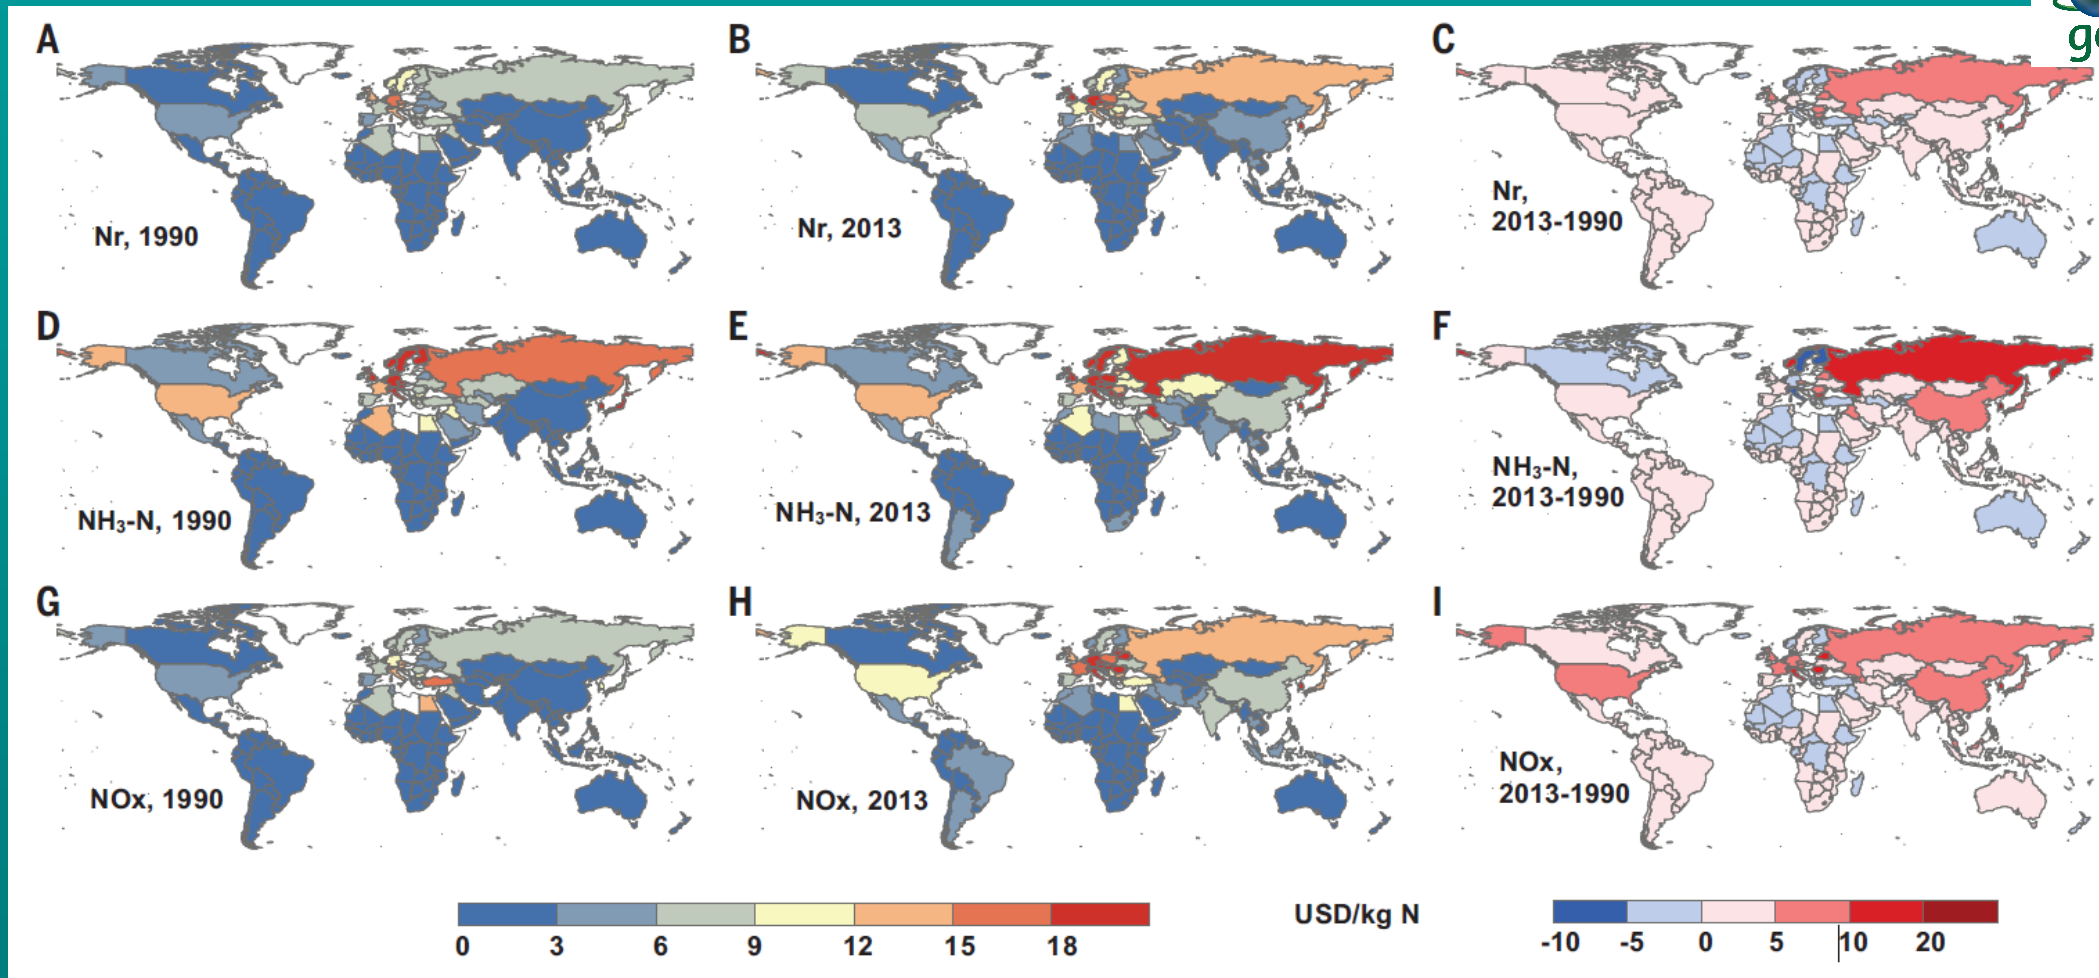 A
B
C
g
Nr, 1990
Nr, 2013
Nr,
2013-1990
D
E
F
NH₃-N, 1990
NH₃-N, 2013
NH₃-N,
2013-1990
G
H
I
NOx, 1990
NOx, 2013
NOx,
2013-1990
0 3 6 9 12 15 18
USD/kg N
-10 -5 0 5 10 20